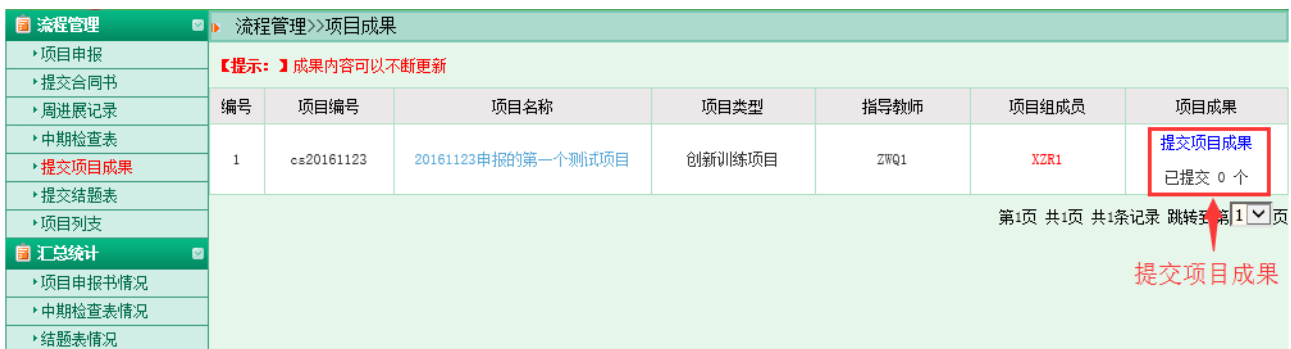 流程管理
项目申报
提交合同书
周进展记录
中期检查表
提交项目成果
提交结题表
项目列支
汇总统计
项目申报书情况
中期检查表情况
结题表情况
流程管理>>项目成果
【提示：】成果内容可以不断更新
编号 项目编号 项目名称 项目类型 指导教师 项目组成员 项目成果
1 cs20161123 20161123申报的第一个测试项目 创新训练项目 ZWQ1 XZR1 提交项目成果
已提交 0 个
第1页 共1页 共1条记录 跳转至第 1 页
提交项目成果